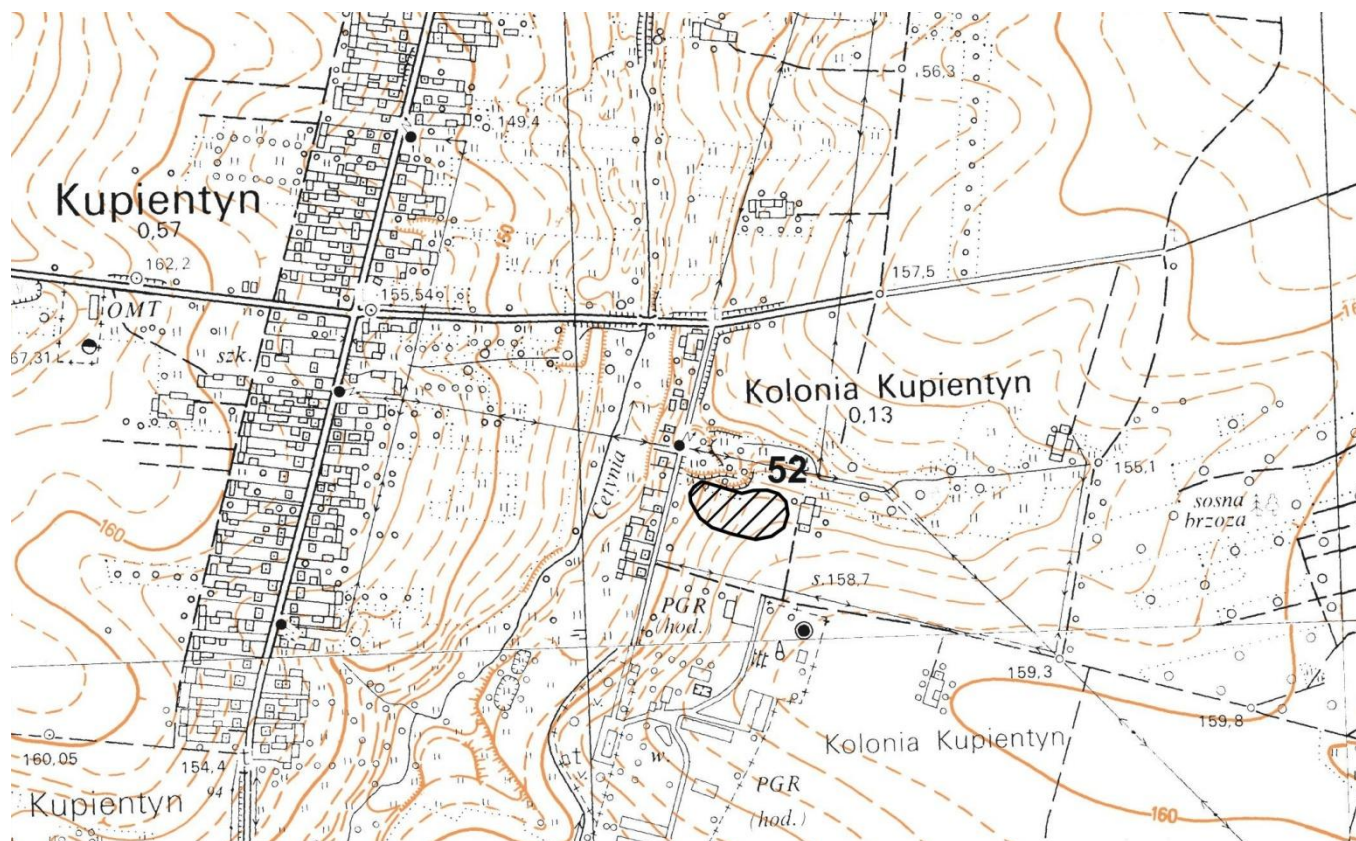 56,3
149,4
Kupientyn
0,57
150
162,2
157,5
155,54
OMT
szk.
67,31
Kolonia Kupientyn
0,13
52
155,1
Cetynia
sosna
brzoza
160
s.158,7
PGR
(hod.)
159,3
159,8
160,05
154,4
94
w.
Kolonia Kupientyn
Kupientyn
PGR
(hod.)
160